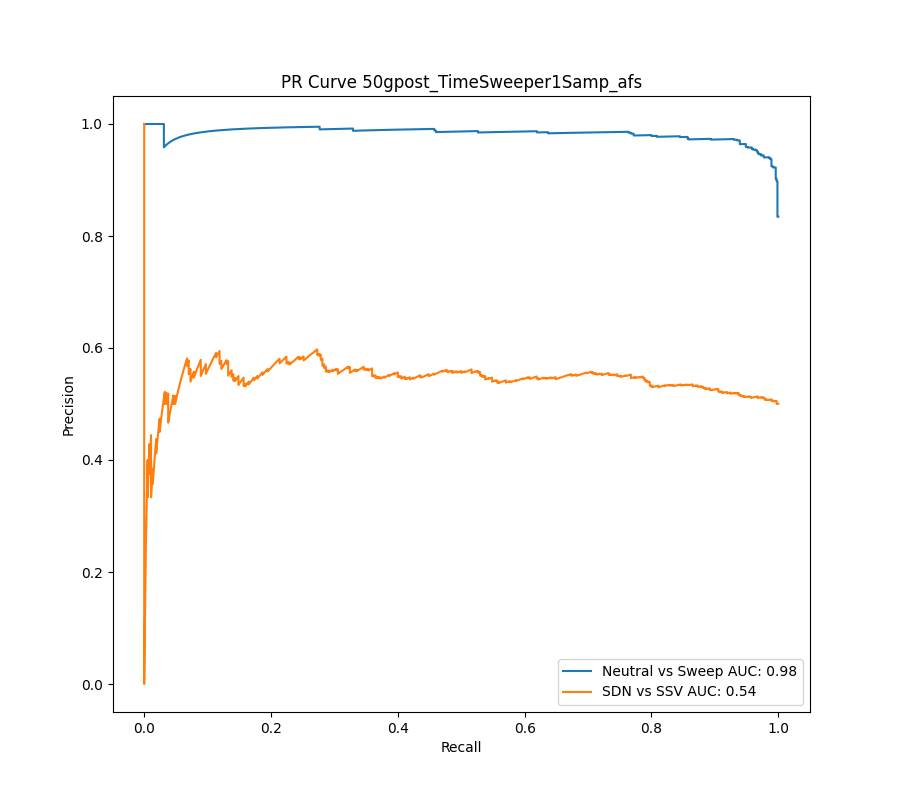 PR Curve 50gpost_TimeSweeper1Samp_afs
1.0
0.8
0.6
0.4
0.2
0.0
Precision
0.0 0.2 0.4 0.6 0.8 1.0
Recall
Neutral vs Sweep AUC: 0.98
SDN vs SSV AUC: 0.54